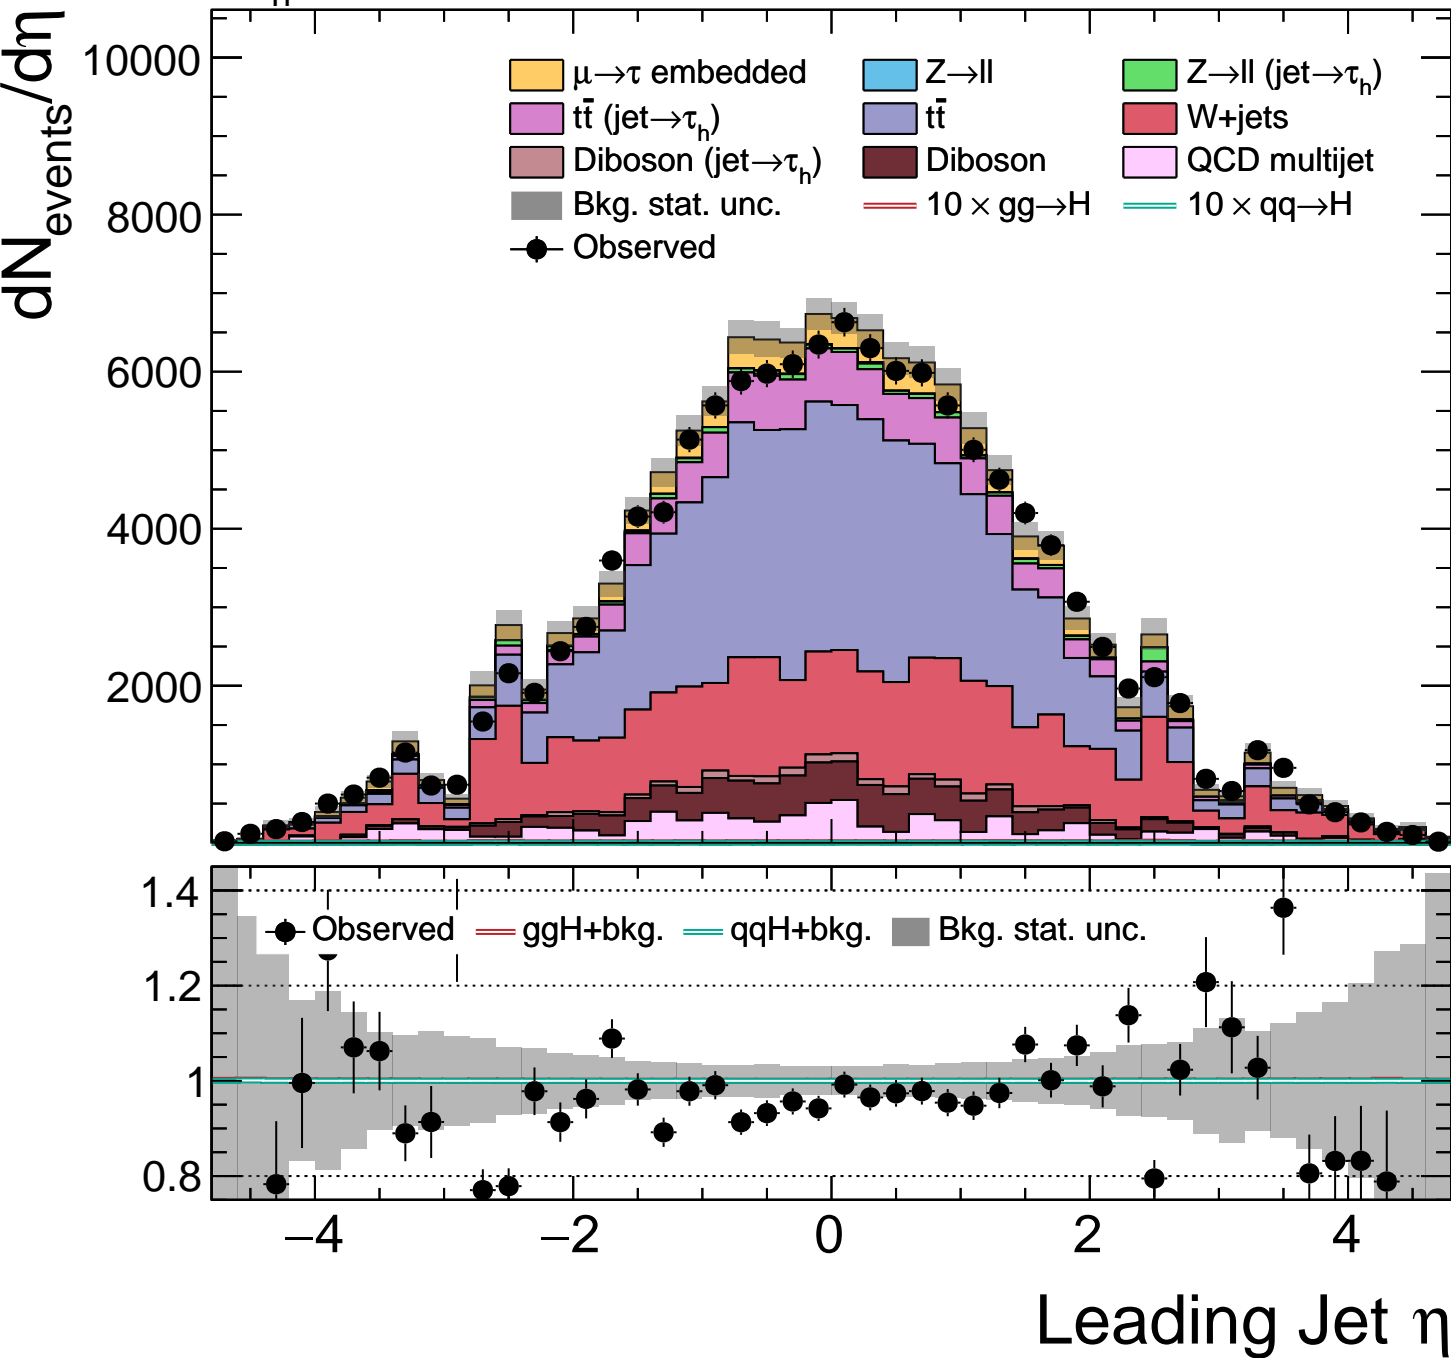 dN_events/dη
10000
8000
6000
4000
2000
μ→τ embedded
Z→ll
Z→ll (jet→τ_h)
tt̄ (jet→τ_h)
tt̄
W+jets
Diboson (jet→τ_h)
Diboson
QCD multijet
Bkg. stat. unc.
10 × gg→H
10 × qq→H
Observed
1.4
1.2
1
0.8
Observed
ggH+bkg.
qqH+bkg.
Bkg. stat. unc.
−4
−2
0
2
4
Leading Jet η